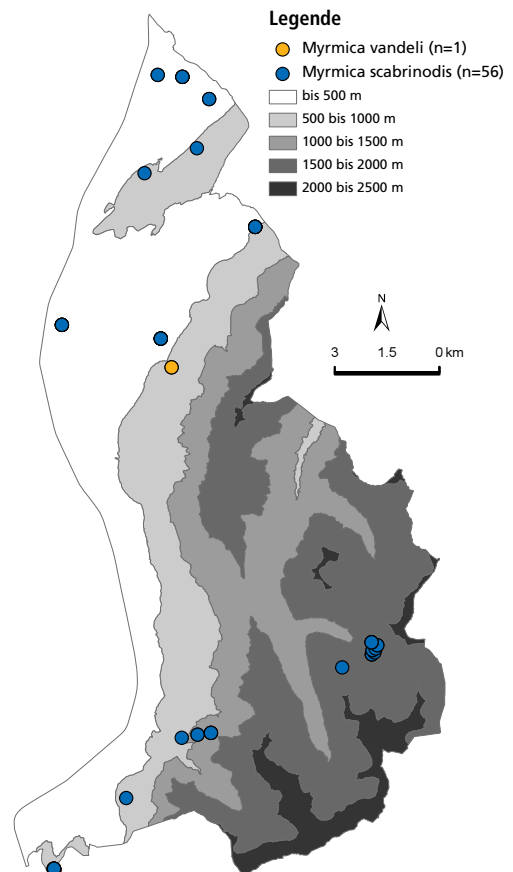 Legende
Myrmica vandeli (n=1)
Myrmica scabrinodis (n=56)
bis 500 m
500 bis 1000 m
1000 bis 1500 m
1500 bis 2000 m
2000 bis 2500 m
N
3 1.5 0 km